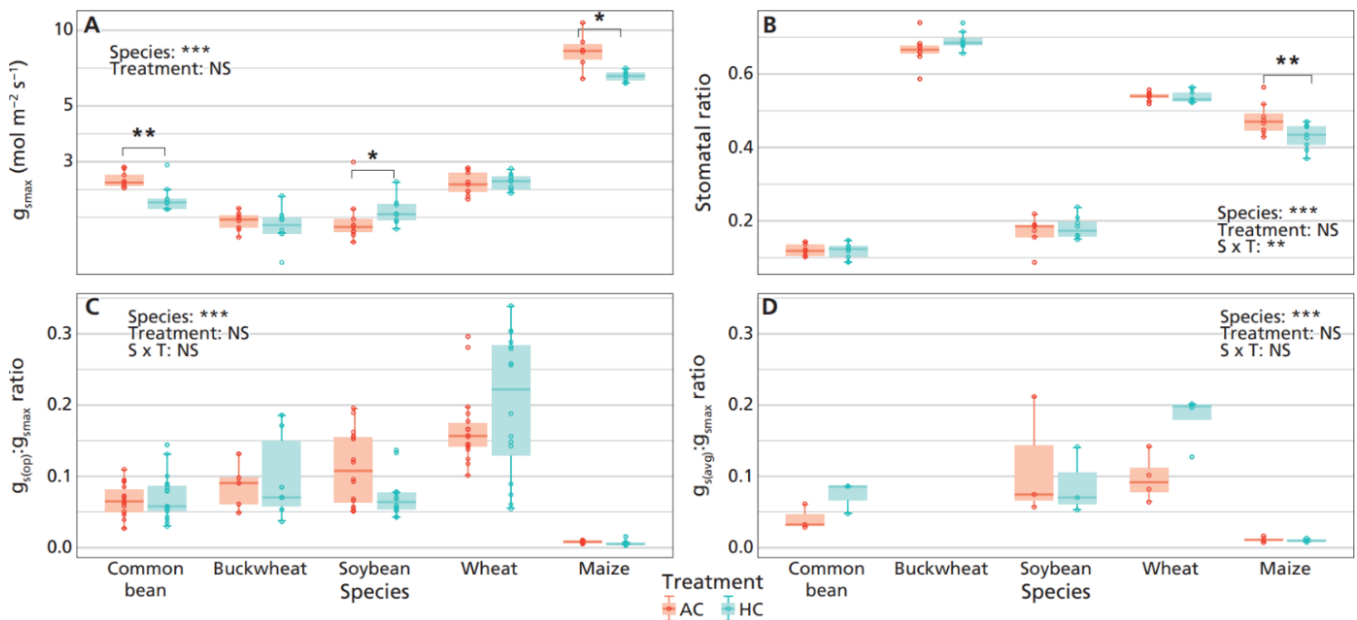 A
Species: ***
Treatment: NS
**
*
*
10
5
3
gsmax (mol m−2 s−1)
B
**
Species: ***
Treatment: NS
S x T: **
0.6
0.4
0.2
Stomatal ratio
C
Species: ***
Treatment: NS
S x T: NS
0.3
0.2
0.1
0.0
gs(op):gsmax ratio
Common bean
Buckwheat
Soybean
Wheat
Maize
Species
D
Species: ***
Treatment: NS
S x T: NS
0.3
0.2
0.1
0.0
gs(avg):gsmax ratio
Common bean
Buckwheat
Soybean
Wheat
Maize
Species
Treatment
AC HC